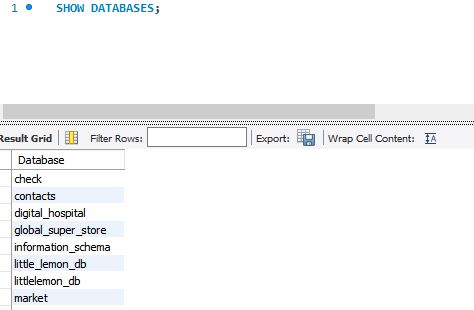 1 SHOW DATABASES;
Result Grid Filter Rows: Export: Wrap Cell Content: IA
Database
check
contacts
digital_hospital
global_super_store
information_schema
little_lemon_db
littlelemon_db
market